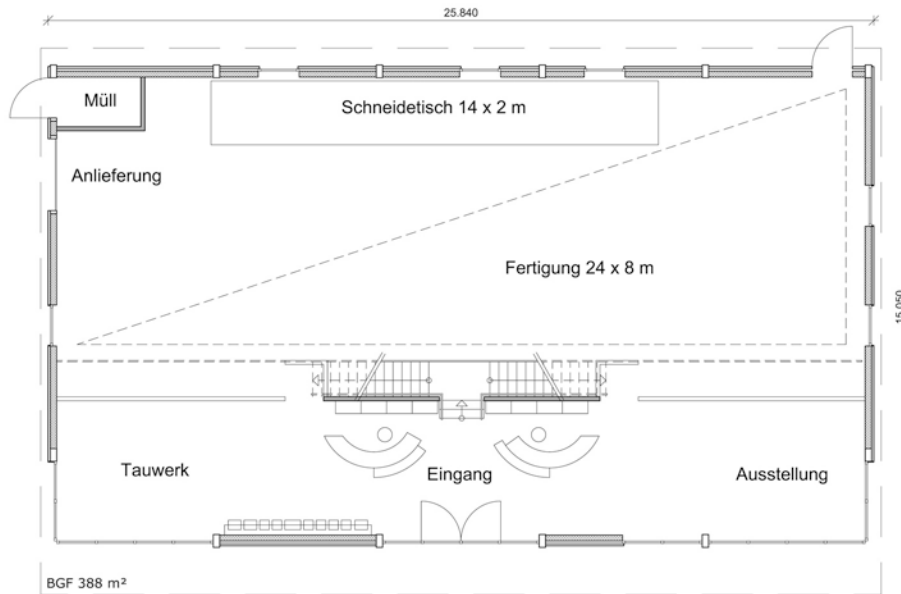 25.840
Müll
Schneidetisch 14 x 2 m
Anlieferung
Fertigung 24 x 8 m
15.050
Tauwerk
Eingang
Ausstellung
BGF 388 m²